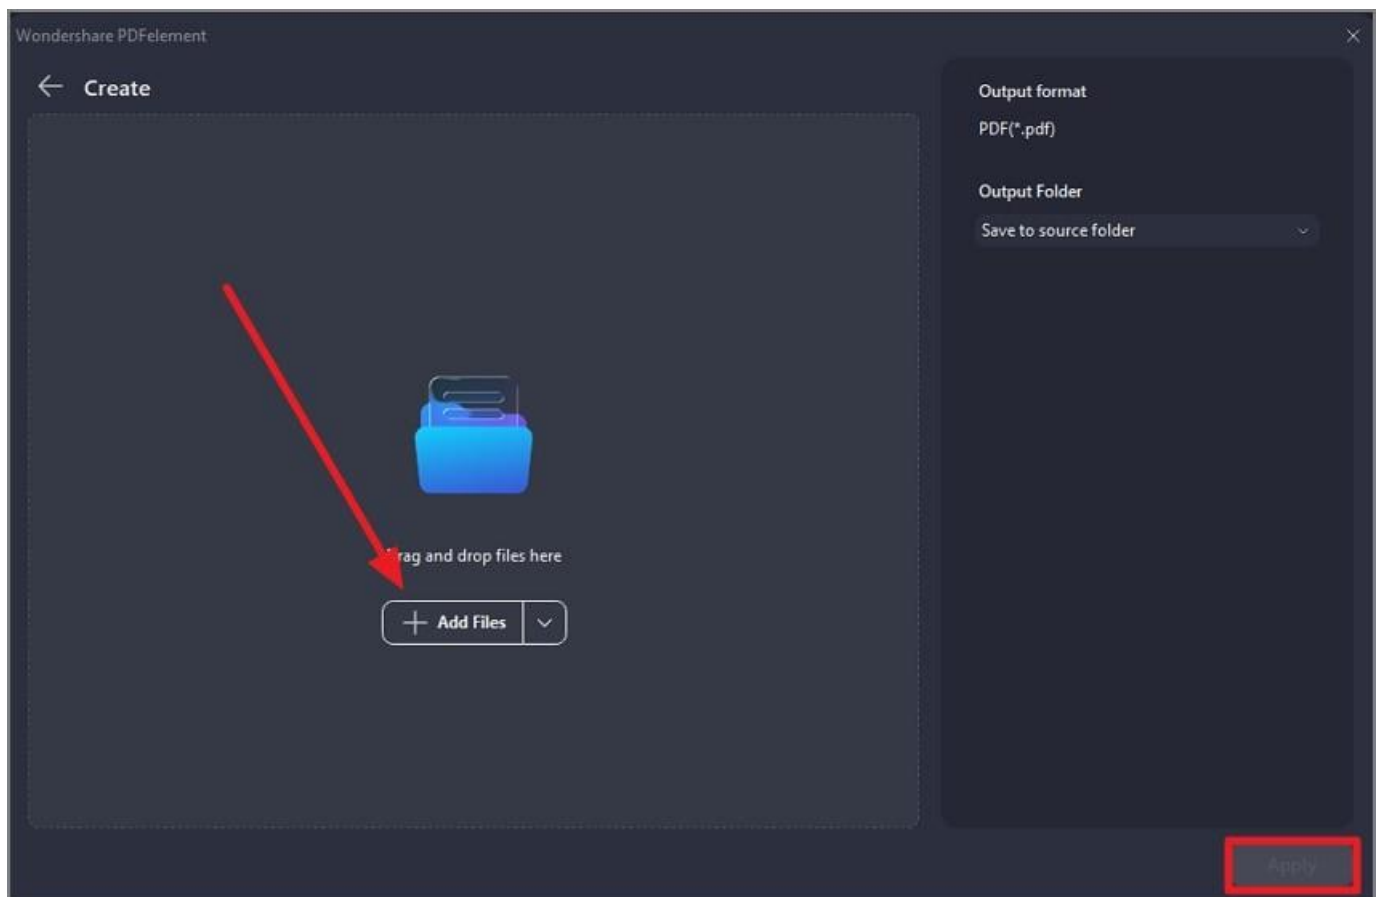 Wondershare PDFelement
Create
Output format
PDF(*.pdf)
Output Folder
Save to source folder
rag and drop files here
Add Files
Apply